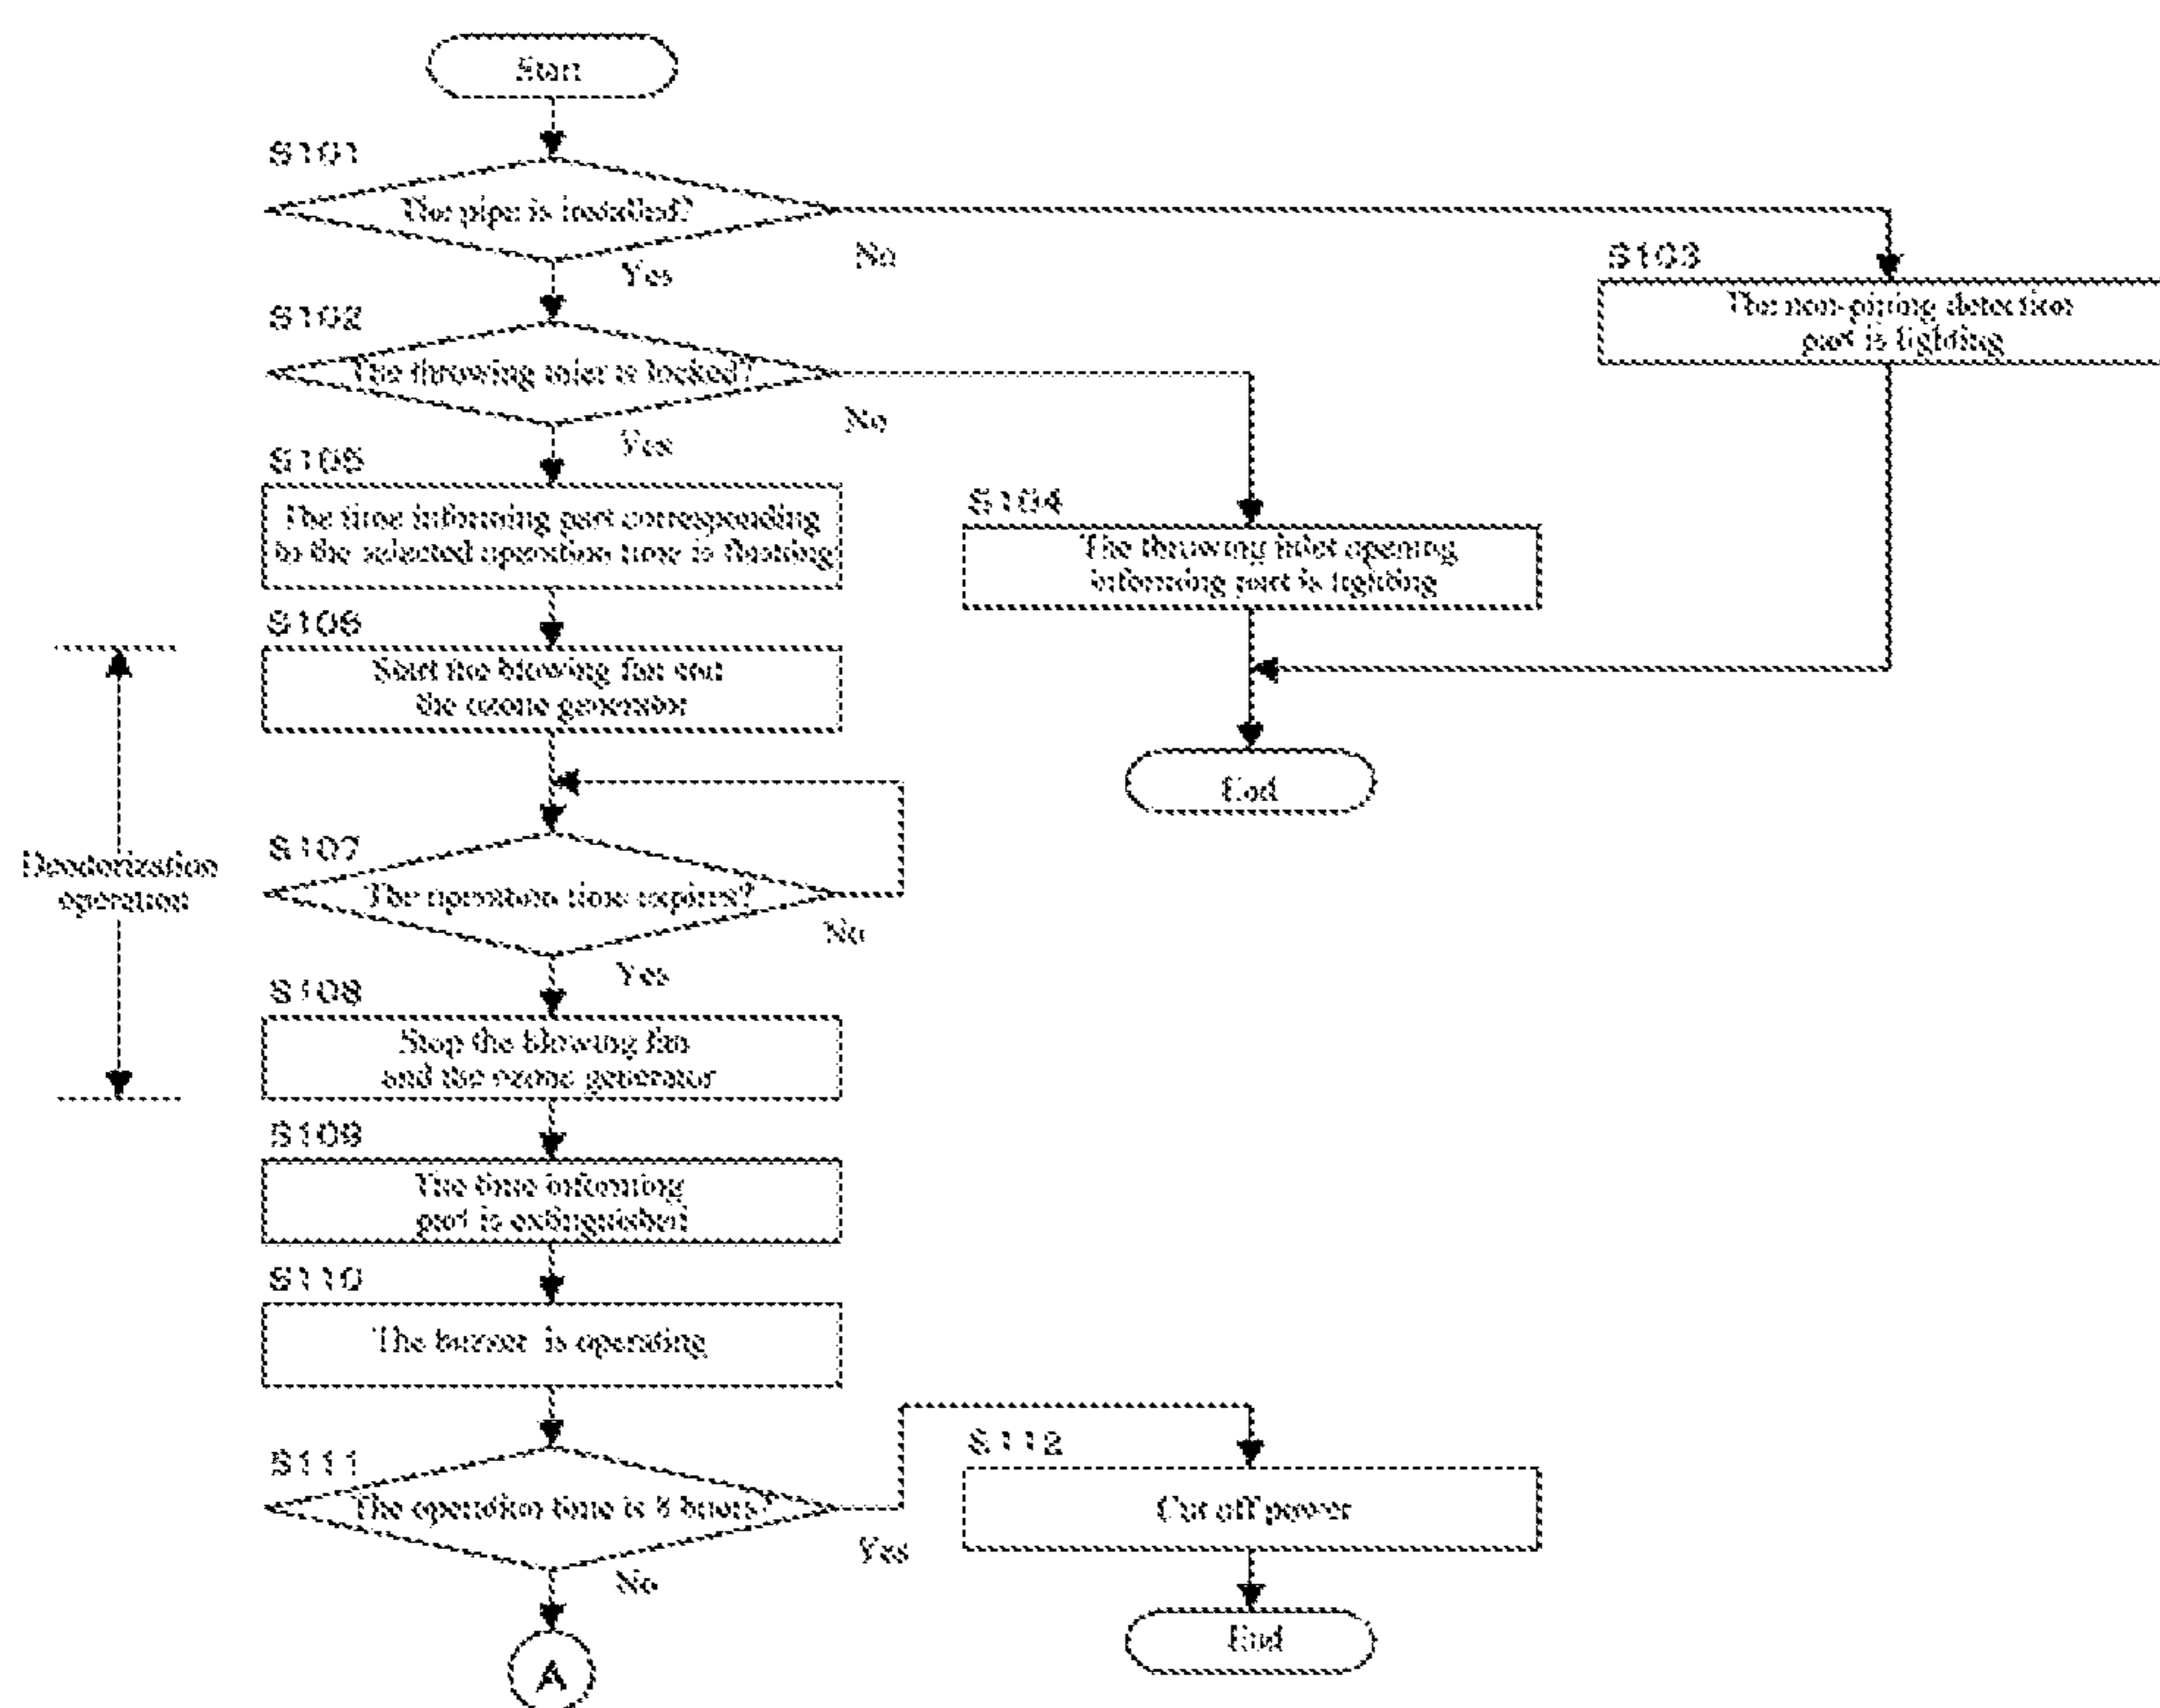 Start
S101
The pipe is installed?
No
Yes
S103
The non-piping detection
part is lighting
S102
The throwing inlet is locked?
No
Yes
S105
The time informing part corresponding
to the selected operation time is flashing
S104
The throwing inlet opening
informing part is lighting
S106
Start the blowing fan and
the ozone generator
End
Deodorization
operation
S107
The operation time expires?
No
Yes
S108
Stop the blowing fan
and the ozone generator
S109
The time informing
part is extinguished
S110
The buzzer is operating
S111
The operation time is 8 hours?
Yes
No
S112
Cut off power
End
A